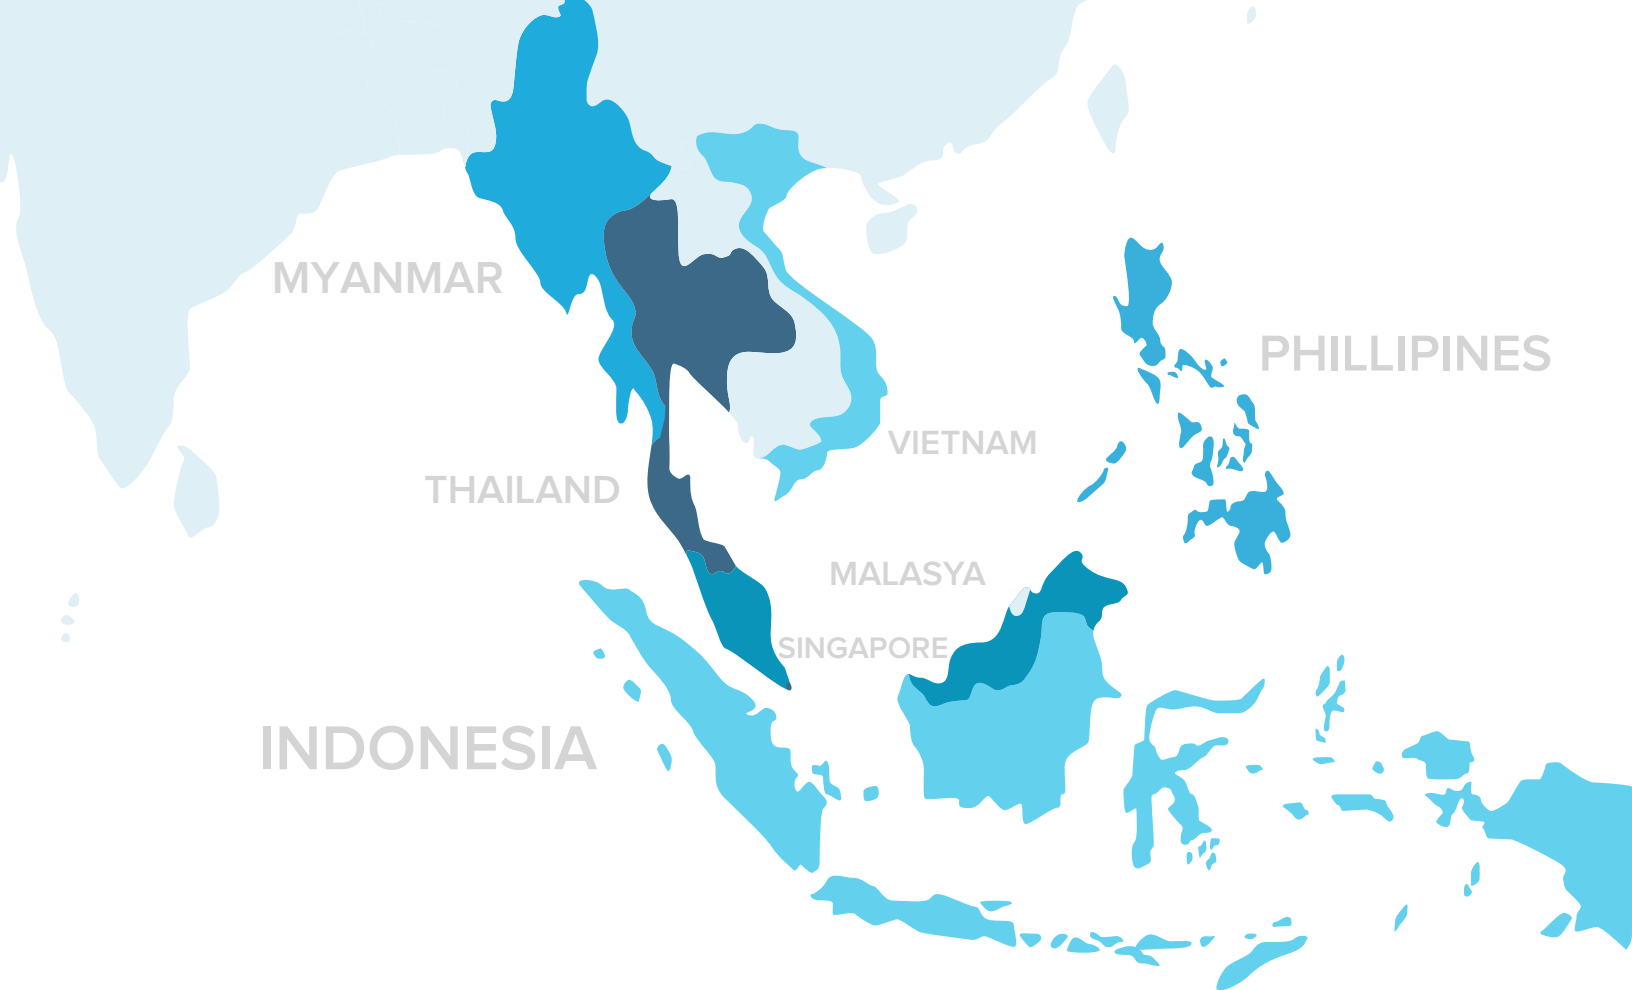 MYANMAR
PHILLIPINES
VIETNAM
THAILAND
MALASYA
SINGAPORE
INDONESIA